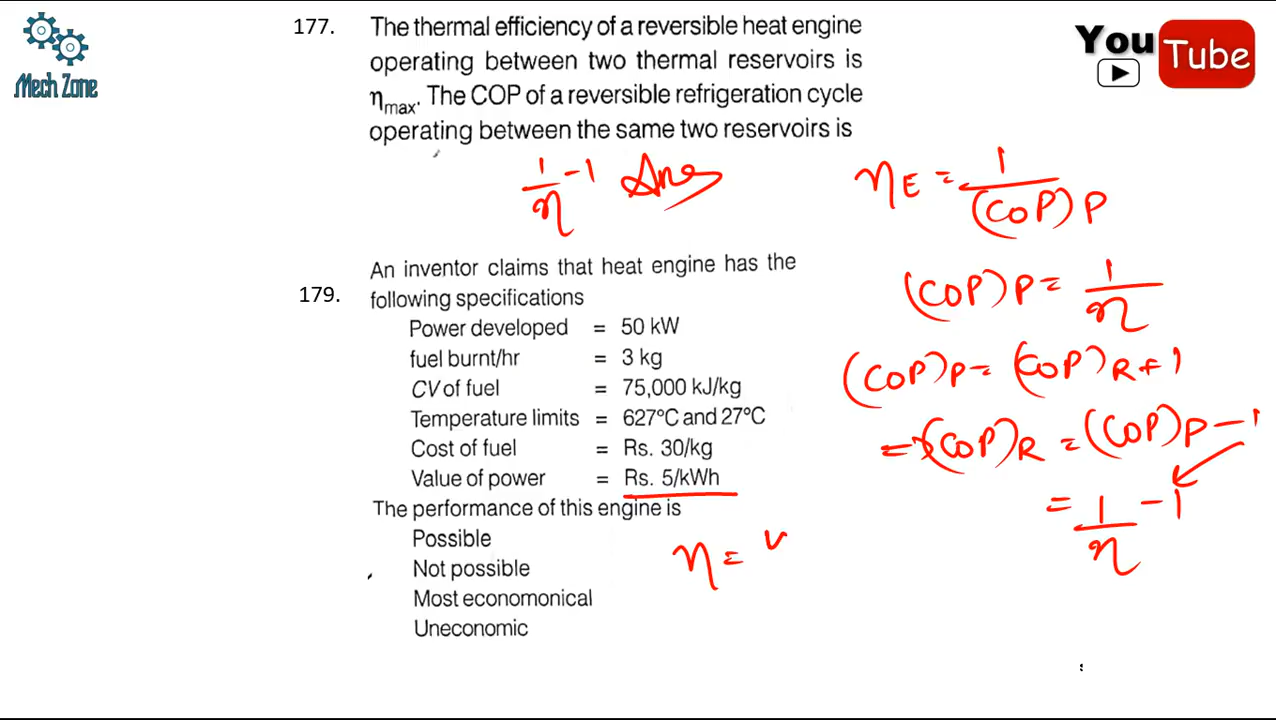 Mech Zone
You Tube
177. The thermal efficiency of a reversible heat engine
operating between two thermal reservoirs is
ηmax. The COP of a reversible refrigeration cycle
operating between the same two reservoirs is
1/η -1 Ans
ηE = 1/(COP)P
(COP)P = 1/η
(COP)P = (COP)R+1
= (COP)R = (COP)P - 1
= 1/η - 1
179. An inventor claims that heat engine has the
following specifications
Power developed = 50 kW
fuel burnt/hr = 3 kg
CV of fuel = 75,000 kJ/kg
Temperature limits = 627°C and 27°C
Cost of fuel = Rs. 30/kg
Value of power = Rs. 5/kWh
The performance of this engine is
Possible
Not possible
Most economonical
Uneconomic
η =